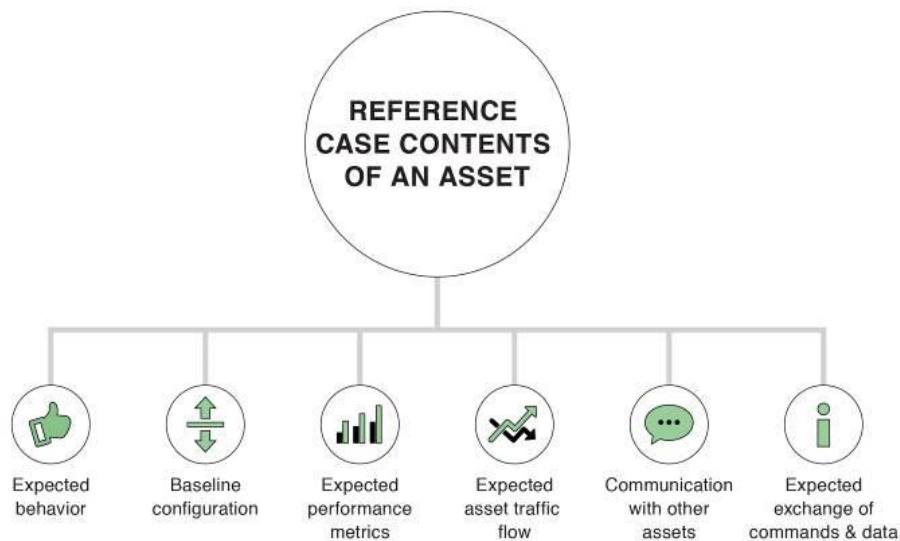 REFERENCE
CASE CONTENTS
OF AN ASSET
Expected
behavior
Baseline
configuration
Expected
performance
metrics
Expected
asset traffic
flow
Communication
with other
assets
Expected
exchange of
commands & data